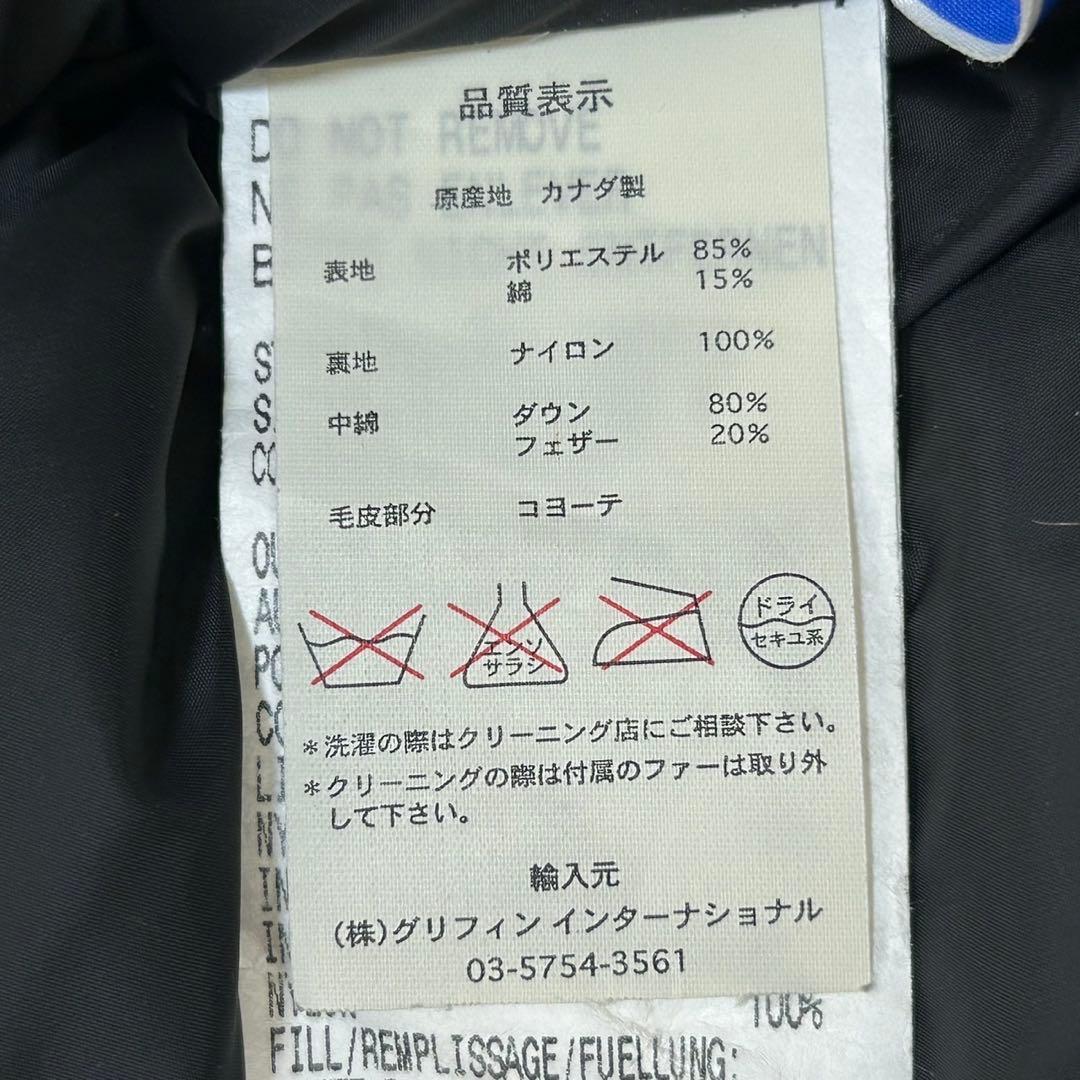 品質表示
DO NOT REMOVE
原産地 カナダ製
表地 ポリエステル 85%
綿 15%
裏地 ナイロン 100%
中綿 ダウン 80%
フェザー 20%
毛皮部分 コヨーテ
エンソ
サラシ
ドライ
セキユ系
*洗濯の際はクリーニング店にご相談下さい。
*クリーニングの際は付属のファーは取り外
して下さい。
輸入元
(株)グリフィン インターナショナル
03-5754-3561
100%
FILL/REMPLISSAGE/FUELLUNG: